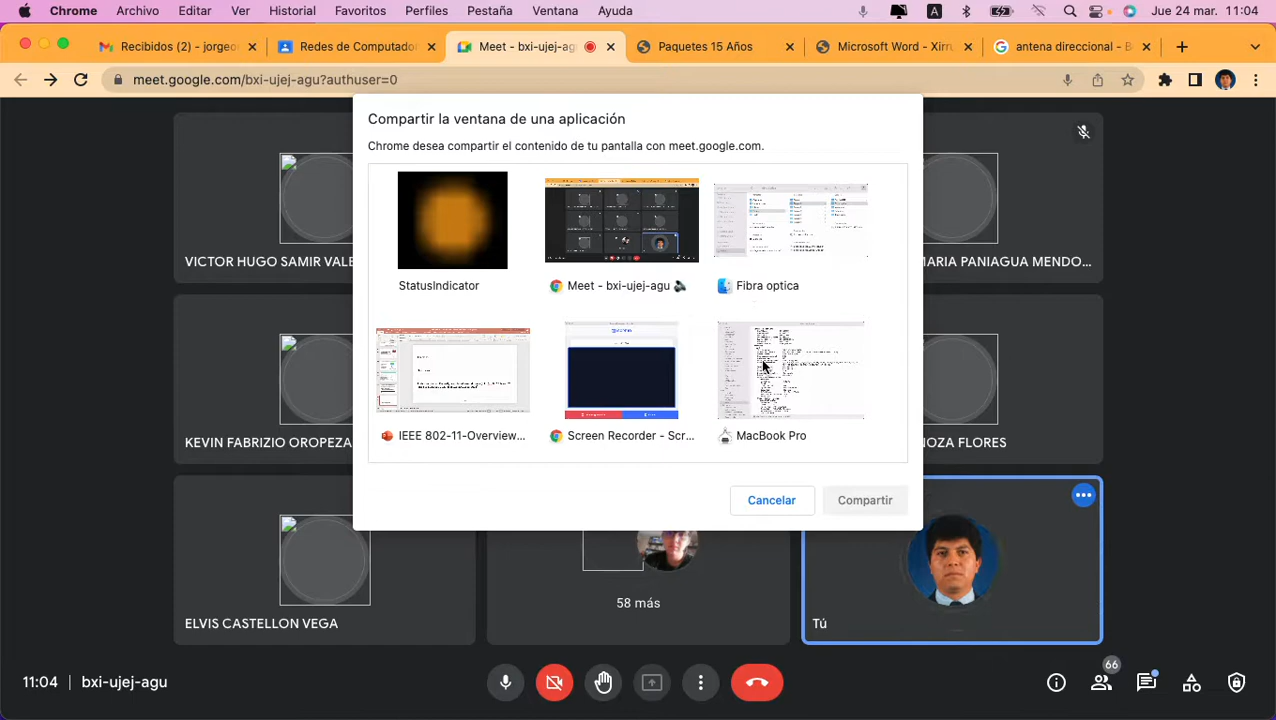 Chrome Archivo Editar Ver Historial Favoritos Perfiles Pestaña Ventana Ayuda A Jue 24 mar. 11:04
Recibidos (2) - jorgeo
Redes de Computado
Meet - bxi-ujej-agu
Paquetes 15 Años
Microsoft Word - Xirru
antena direccional - B
meet.google.com/bxi-ujej-agu?authuser=0
Compartir la ventana de una aplicación
Chrome desea compartir el contenido de tu pantalla con meet.google.com.
StatusIndicator
Meet - bxi-ujej-agu
Fibra optica
IEEE 802-11-Overview...
Screen Recorder - Scr...
MacBook Pro
Cancelar
Compartir
VICTOR HUGO SAMIR VALE
MARIA PANIAGUA MENDO...
KEVIN FABRIZIO OROPEZA
OZA FLORES
ELVIS CASTELLON VEGA
58 más
Tú
11:04 | bxi-ujej-agu
66